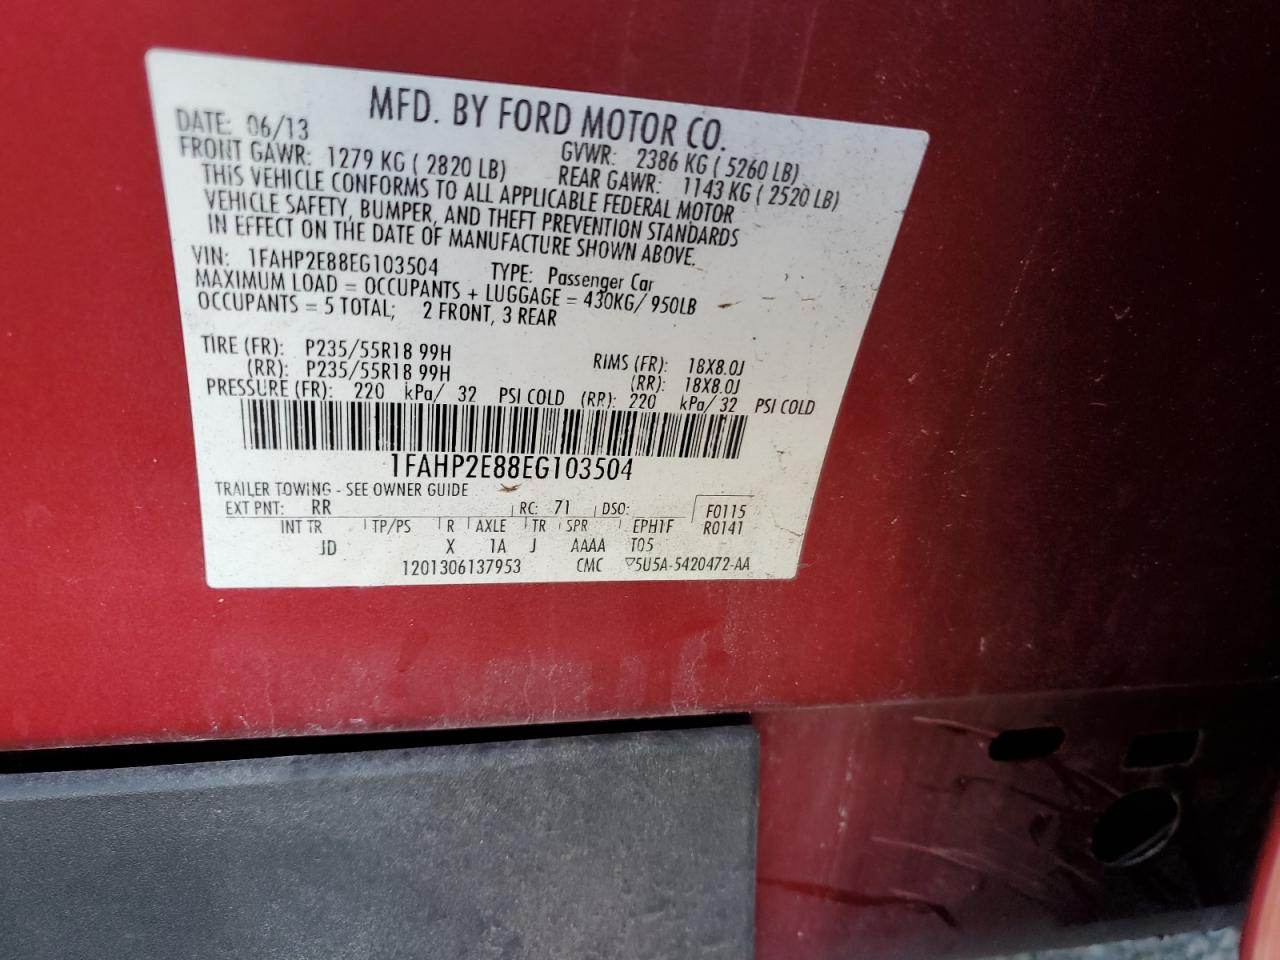 MFD. BY FORD MOTOR CO.
DATE: 06/13 GVWR: 2386 KG ( 5260 LB)
FRONT GAWR: 1279 KG ( 2820 LB) REAR GAWR: 1143 KG ( 2520 LB)
THIS VEHICLE CONFORMS TO ALL APPLICABLE FEDERAL MOTOR
VEHICLE SAFETY, BUMPER, AND THEFT PREVENTION STANDARDS
IN EFFECT ON THE DATE OF MANUFACTURE SHOWN ABOVE.
VIN: 1FAHP2E88EG103504 TYPE: Passenger Car
MAXIMUM LOAD = OCCUPANTS + LUGGAGE = 430KG/ 950LB
OCCUPANTS = 5 TOTAL; 2 FRONT, 3 REAR
TIRE (FR): P235/55R18 99H RIMS (FR): 18X8.0J
(RR): P235/55R18 99H (RR): 18X8.0J
PRESSURE (FR): 220 kPa/ 32 PSI COLD (RR): 220 kPa/ 32 PSI COLD
1FAHP2E88EG103504
TRAILER TOWING - SEE OWNER GUIDE
EXT PNT: RR RC: 71 DSO: F0115
INT TR TP/PS R AXLE TR SPR EPH1F R0141
JD X 1A J AAAA T05
1201306137953 CMC ▽5U5A-5420472-AA